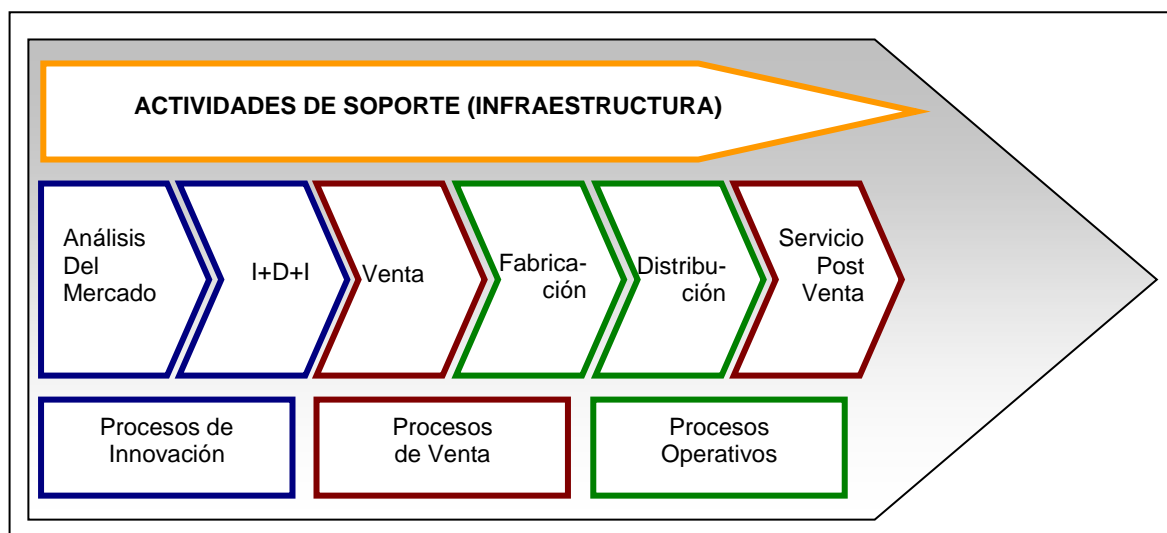 ACTIVIDADES DE SOPORTE (INFRAESTRUCTURA)
Análisis
Del
Mercado
I+D+I
Venta
Fabrica-
ción
Distribu-
ción
Servicio
Post
Venta
Procesos de
Innovación
Procesos
de Venta
Procesos
Operativos